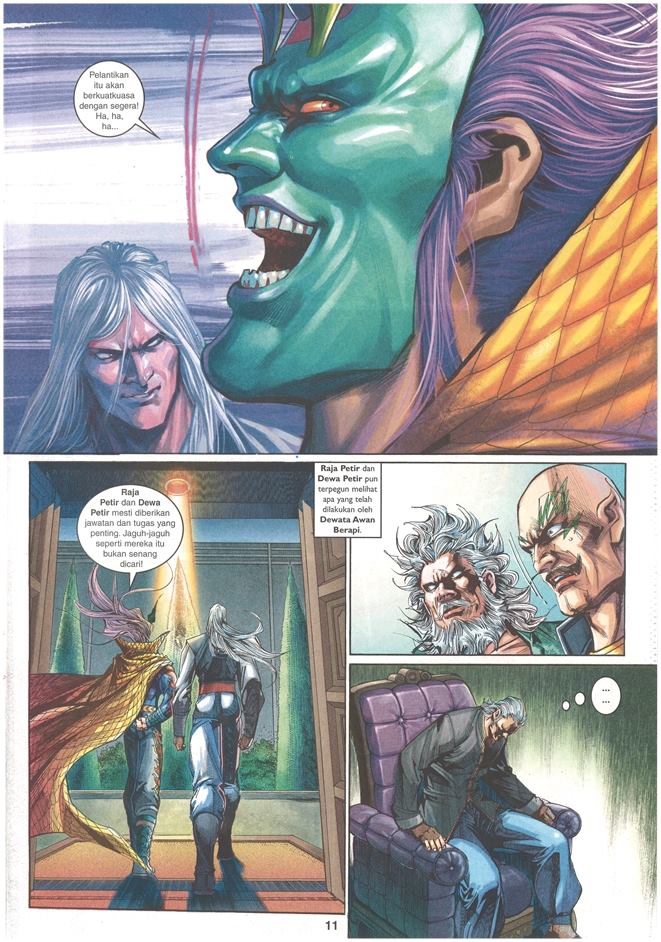 Pelantikan
itu akan
berkuatkuasa
dengan segera!
Ha, ha,
ha...
Raja
Petir dan Dewa
Petir mesti diberikan
jawatan dan tugas yang
penting. Jaguh-jaguh
seperti mereka itu
bukan senang
dicari!
Raja Petir dan
Dewa Petir pun
terpegun melihat
apa yang telah
dilakukan oleh
Dewata Awan
Berapi.
...
...
11